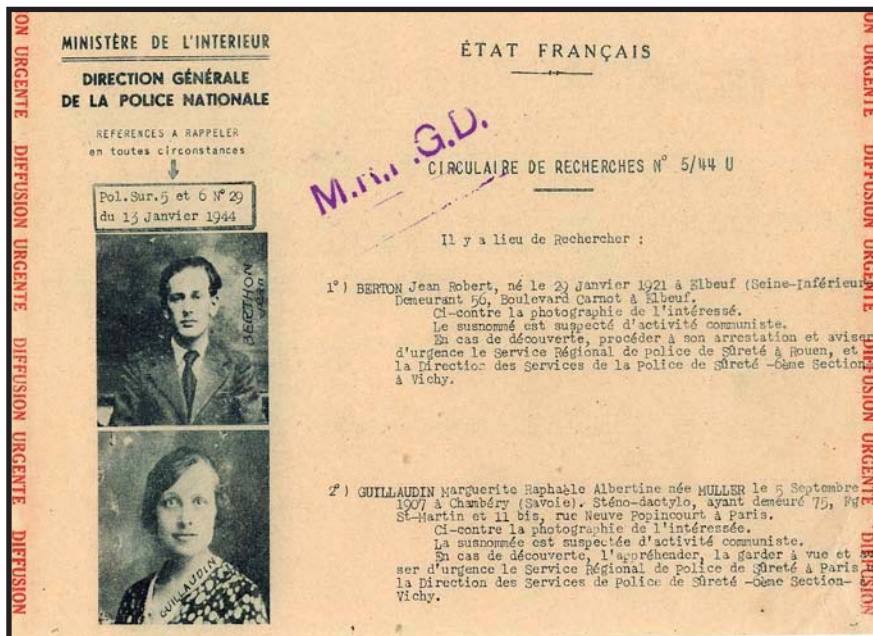 MINISTÈRE DE L'INTERIEUR
DIRECTION GÉNÉRALE
DE LA POLICE NATIONALE
RÉFÉRENCES A RAPPELER
en toutes circonstances
Pol.Sur.5 et 6 N° 29
du 13 Janvier 1944
BERTHON
Jean
GUILLAUDIN
ÉTAT FRANÇAIS
CIRCULAIRE DE RECHERCHES N° 5/44 U
Il y a lieu de Rechercher :
1°) BERTON Jean Robert, né le 29 Janvier 1921 à Elbeuf (Seine-Inférieure
Demeurant 56, Boulevard Carnot à Elbeuf.
Ci-contre la photographie de l'intéressé.
Le susnommé est suspecté d'activité communiste.
En cas de découverte, procéder à son arrestation et aviser
d'urgence le Service Régional de police de Sûreté à Rouen, et
la Direction des Services de la Police de Sûreté -6ème Section-
à Vichy.
2°) GUILLAUDIN Marguerite Raphaèle Albertine née MULLER le 5 Septembre
1907 à Chambéry (Savoie). Sténo-dactylo, ayant demeuré 75, Fg
St-Martin et 11 bis, rue Neuve Popincourt à Paris.
Ci-contre la photographie de l'intéressée.
La susnommée est suspectée d'activité communiste.
En cas de découverte, l'appréhender, la garder à vue et
ser d'urgence le Service Régional de Police de Sûreté à Paris
la Direction des Services de Police de Sûreté -6ème Section-
Vichy.
ION URGENTE DIFFUSION URGENTE DIFFUSION URGENTE DIFFUSION
ON URGENTE DIFFUSION URGENTE DIFFUSION URGENTE DIFFUSION